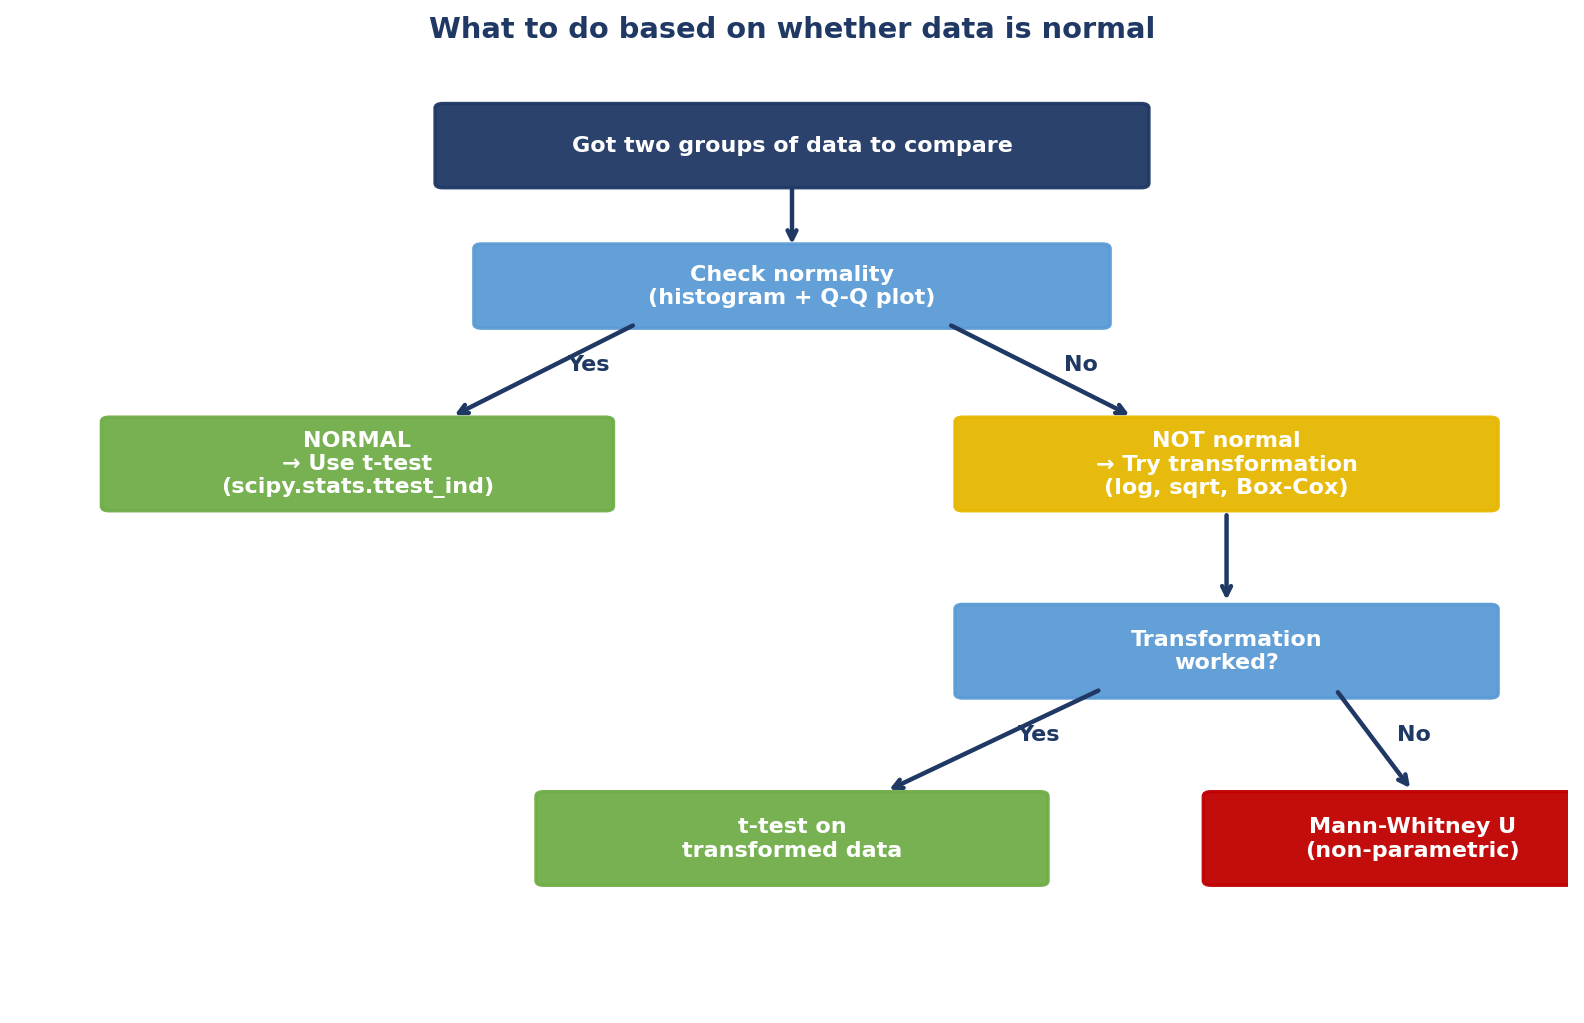 What to do based on whether data is normal
Got two groups of data to compare
Check normality
(histogram + Q-Q plot)
Yes
No
NORMAL
→ Use t-test
(scipy.stats.ttest_ind)
NOT normal
→ Try transformation
(log, sqrt, Box-Cox)
Transformation
worked?
Yes
No
t-test on
transformed data
Mann-Whitney U
(non-parametric)